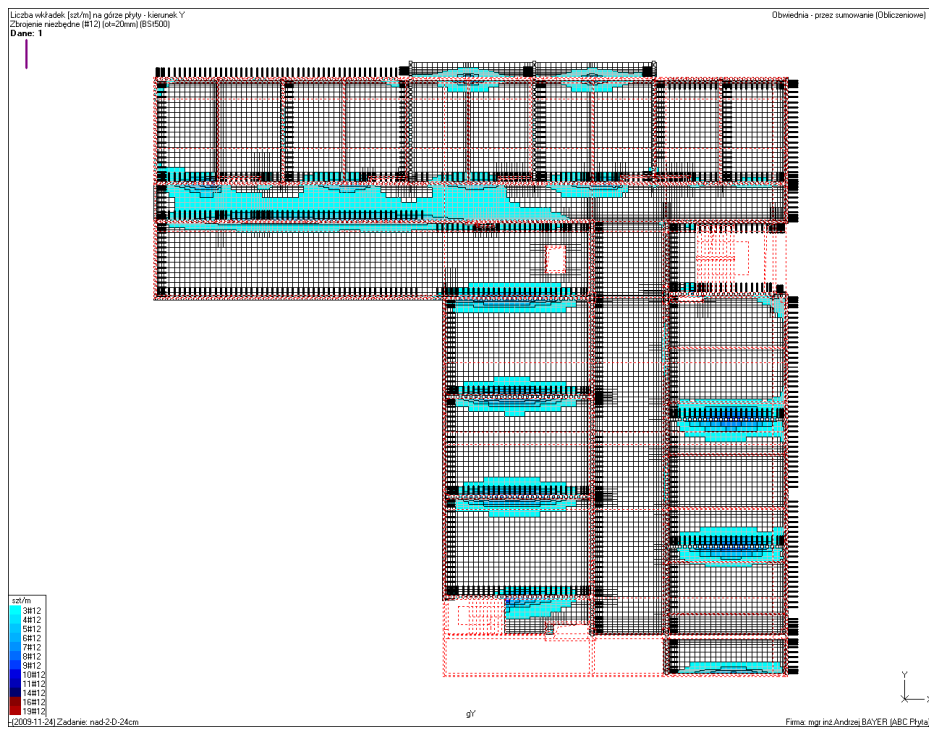 Liczba wkładek [szt/m] na górze płyty - kierunek Y
Obwiednia - przez sumowanie (Obliczeniowe)
Zbrojenie niezbędne (#12) (ot=20mm) (BSt500)
Dane: 1
szt/m
3#12
4#12
5#12
6#12
7#12
8#12
9#12
10#12
11#12
14#12
16#12
19#12
Y
gY
(2009-11-24) Zadanie: nad-2-D-24cm
Firma: mgr inż.Andrzej BAYER (ABC Płyta)